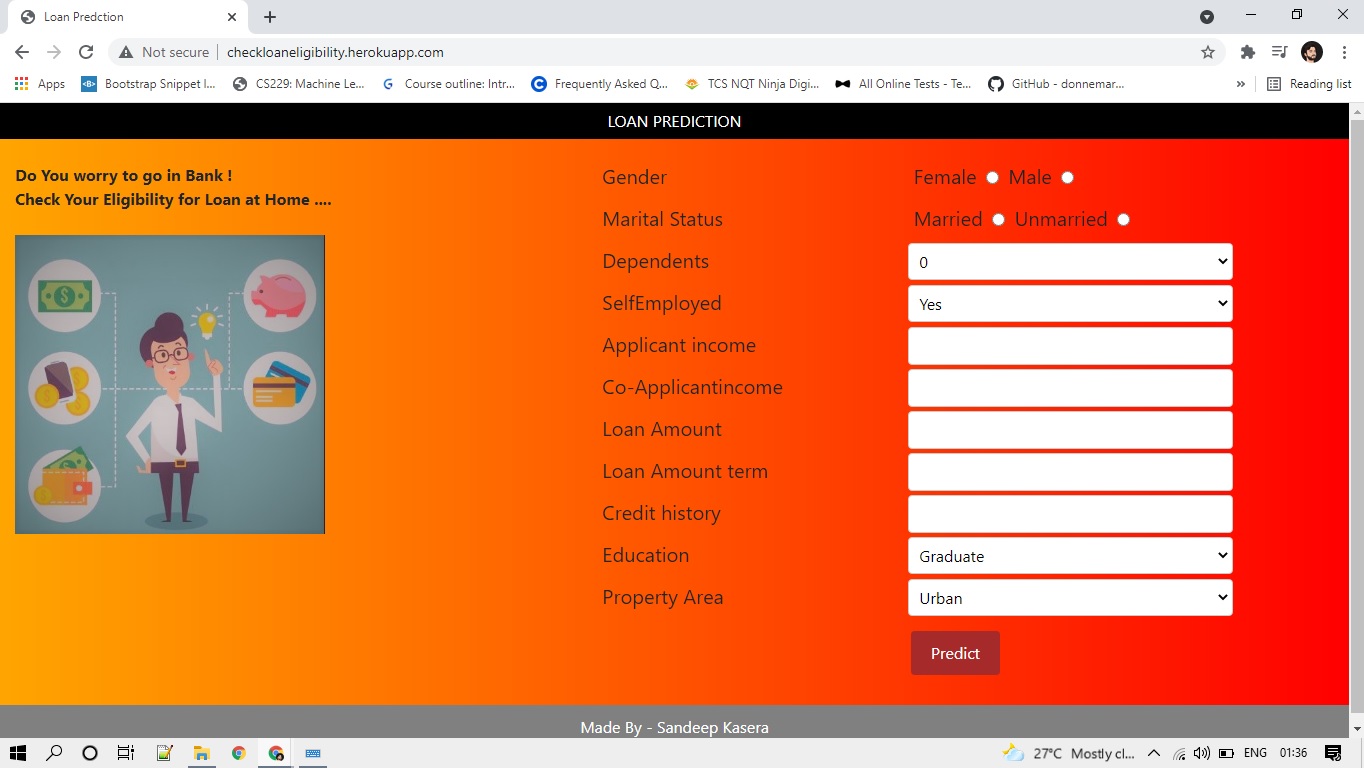 Loan Predction
Not secure
checkloaneligibility.herokuapp.com
Apps
Bootstrap Snippet l...
CS229: Machine Le...
Course outline: Intr...
Frequently Asked Q...
TCS NQT Ninja Digi...
All Online Tests - Te...
GitHub - donnemar...
»
Reading list
LOAN PREDICTION
Do You worry to go in Bank !
Check Your Eligibility for Loan at Home ....
Gender Female Male
Marital Status Married Unmarried
Dependents 0
SelfEmployed Yes
Applicant income
Co-Applicantincome
Loan Amount
Loan Amount term
Credit history
Education Graduate
Property Area Urban
Predict
Made By - Sandeep Kasera
27°C Mostly cl... ENG 01:36